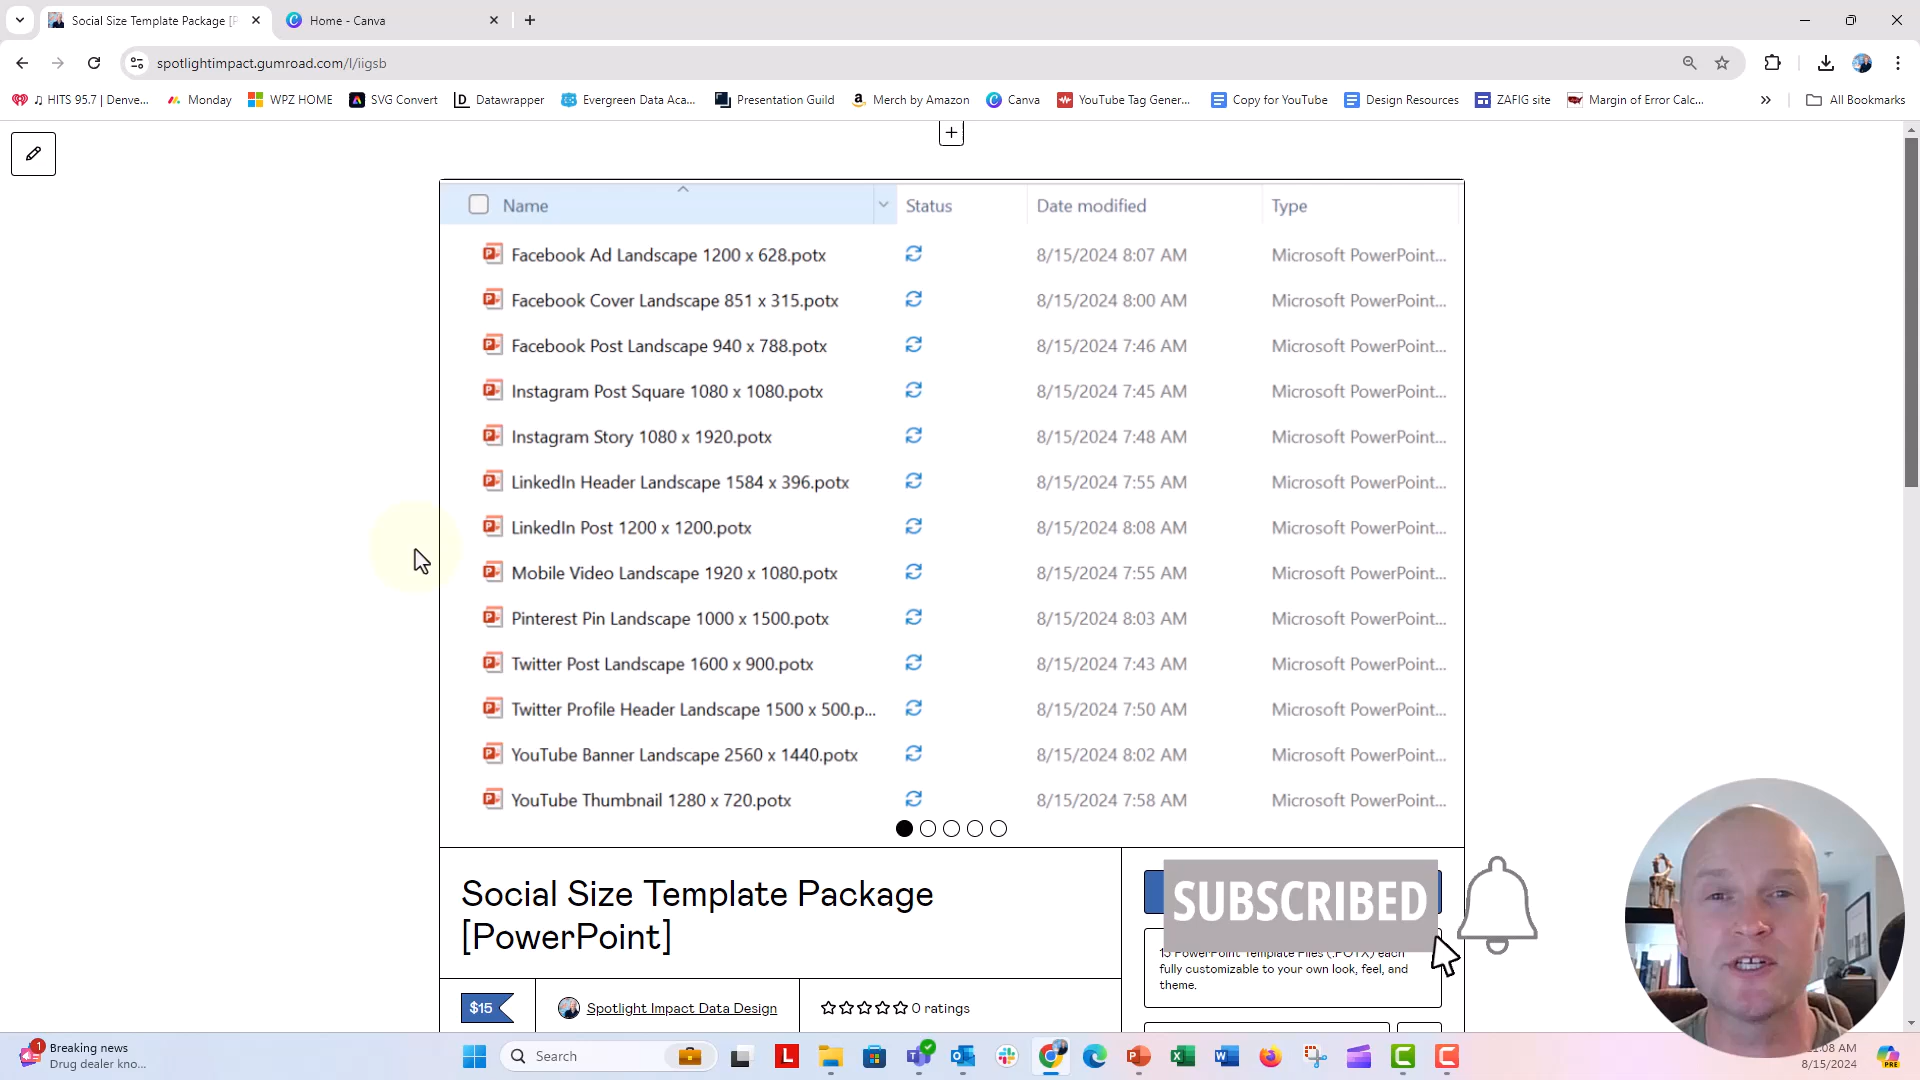 Social Size Template Package [P
Home - Canva
spotlightimpact.gumroad.com/l/iigsb
♫ HITS 95.7 | Denve...
Monday
WPZ HOME
SVG Convert
Datawrapper
Evergreen Data Aca...
Presentation Guild
Merch by Amazon
Canva
YouTube Tag Gener...
Copy for YouTube
Design Resources
ZAFIG site
Margin of Error Calc...
All Bookmarks
Name Status Date modified Type
Facebook Ad Landscape 1200 x 628.potx 8/15/2024 8:07 AM Microsoft PowerPoint...
Facebook Cover Landscape 851 x 315.potx 8/15/2024 8:00 AM Microsoft PowerPoint...
Facebook Post Landscape 940 x 788.potx 8/15/2024 7:46 AM Microsoft PowerPoint...
Instagram Post Square 1080 x 1080.potx 8/15/2024 7:45 AM Microsoft PowerPoint...
Instagram Story 1080 x 1920.potx 8/15/2024 7:48 AM Microsoft PowerPoint...
LinkedIn Header Landscape 1584 x 396.potx 8/15/2024 7:55 AM Microsoft PowerPoint...
LinkedIn Post 1200 x 1200.potx 8/15/2024 8:08 AM Microsoft PowerPoint...
Mobile Video Landscape 1920 x 1080.potx 8/15/2024 7:55 AM Microsoft PowerPoint...
Pinterest Pin Landscape 1000 x 1500.potx 8/15/2024 8:03 AM Microsoft PowerPoint...
Twitter Post Landscape 1600 x 900.potx 8/15/2024 7:43 AM Microsoft PowerPoint...
Twitter Profile Header Landscape 1500 x 500.p... 8/15/2024 7:50 AM Microsoft PowerPoint...
YouTube Banner Landscape 2560 x 1440.potx 8/15/2024 8:02 AM Microsoft PowerPoint...
YouTube Thumbnail 1280 x 720.potx 8/15/2024 7:58 AM Microsoft PowerPoint...
Social Size Template Package
[PowerPoint]
SUBSCRIBED
PowerPoint Template Files (.POTX) each
fully customizable to your own look, feel, and
theme.
$15
Spotlight Impact Data Design
0 ratings
1
Breaking news
Drug dealer kno...
Search
:08 AM
8/15/2024